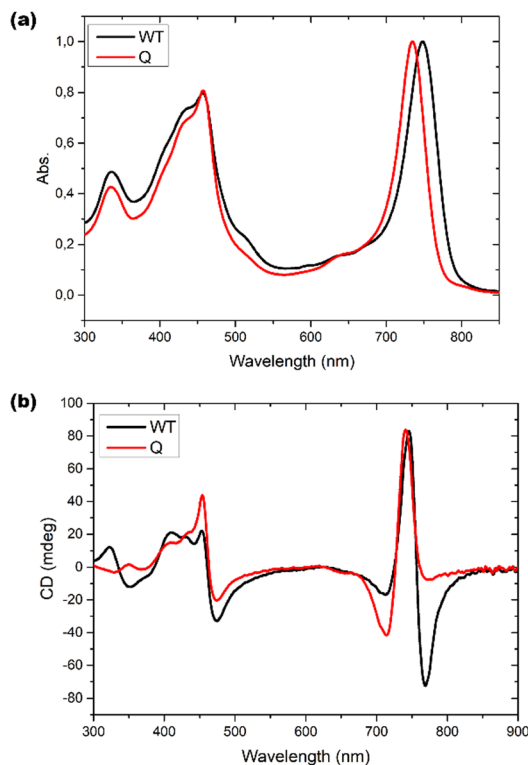 (a)
WT
Q
1,0
0,8
0,6
0,4
0,2
0,0
Abs.
300 400 500 600 700 800
Wavelength (nm)
(b)
WT
Q
100
80
60
40
20
0
-20
-40
-60
-80
CD (mdeg)
300 400 500 600 700 800 900
Wavelength (nm)